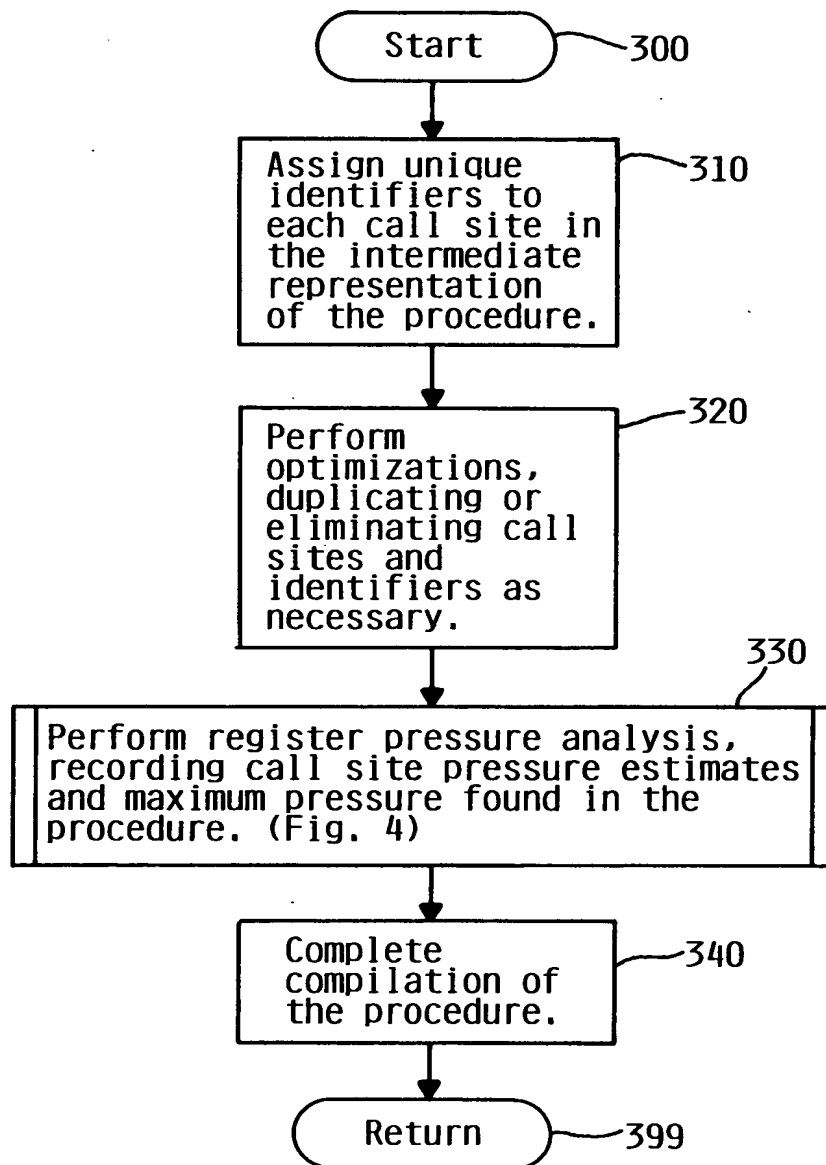 Start
300
Assign unique
identifiers to
each call site in
the intermediate
representation
of the procedure.
310
Perform
optimizations,
duplicating or
eliminating call
sites and
identifiers as
necessary.
320
330
Perform register pressure analysis,
recording call site pressure estimates
and maximum pressure found in the
procedure. (Fig. 4)
Complete
compilation of
the procedure.
340
Return
399